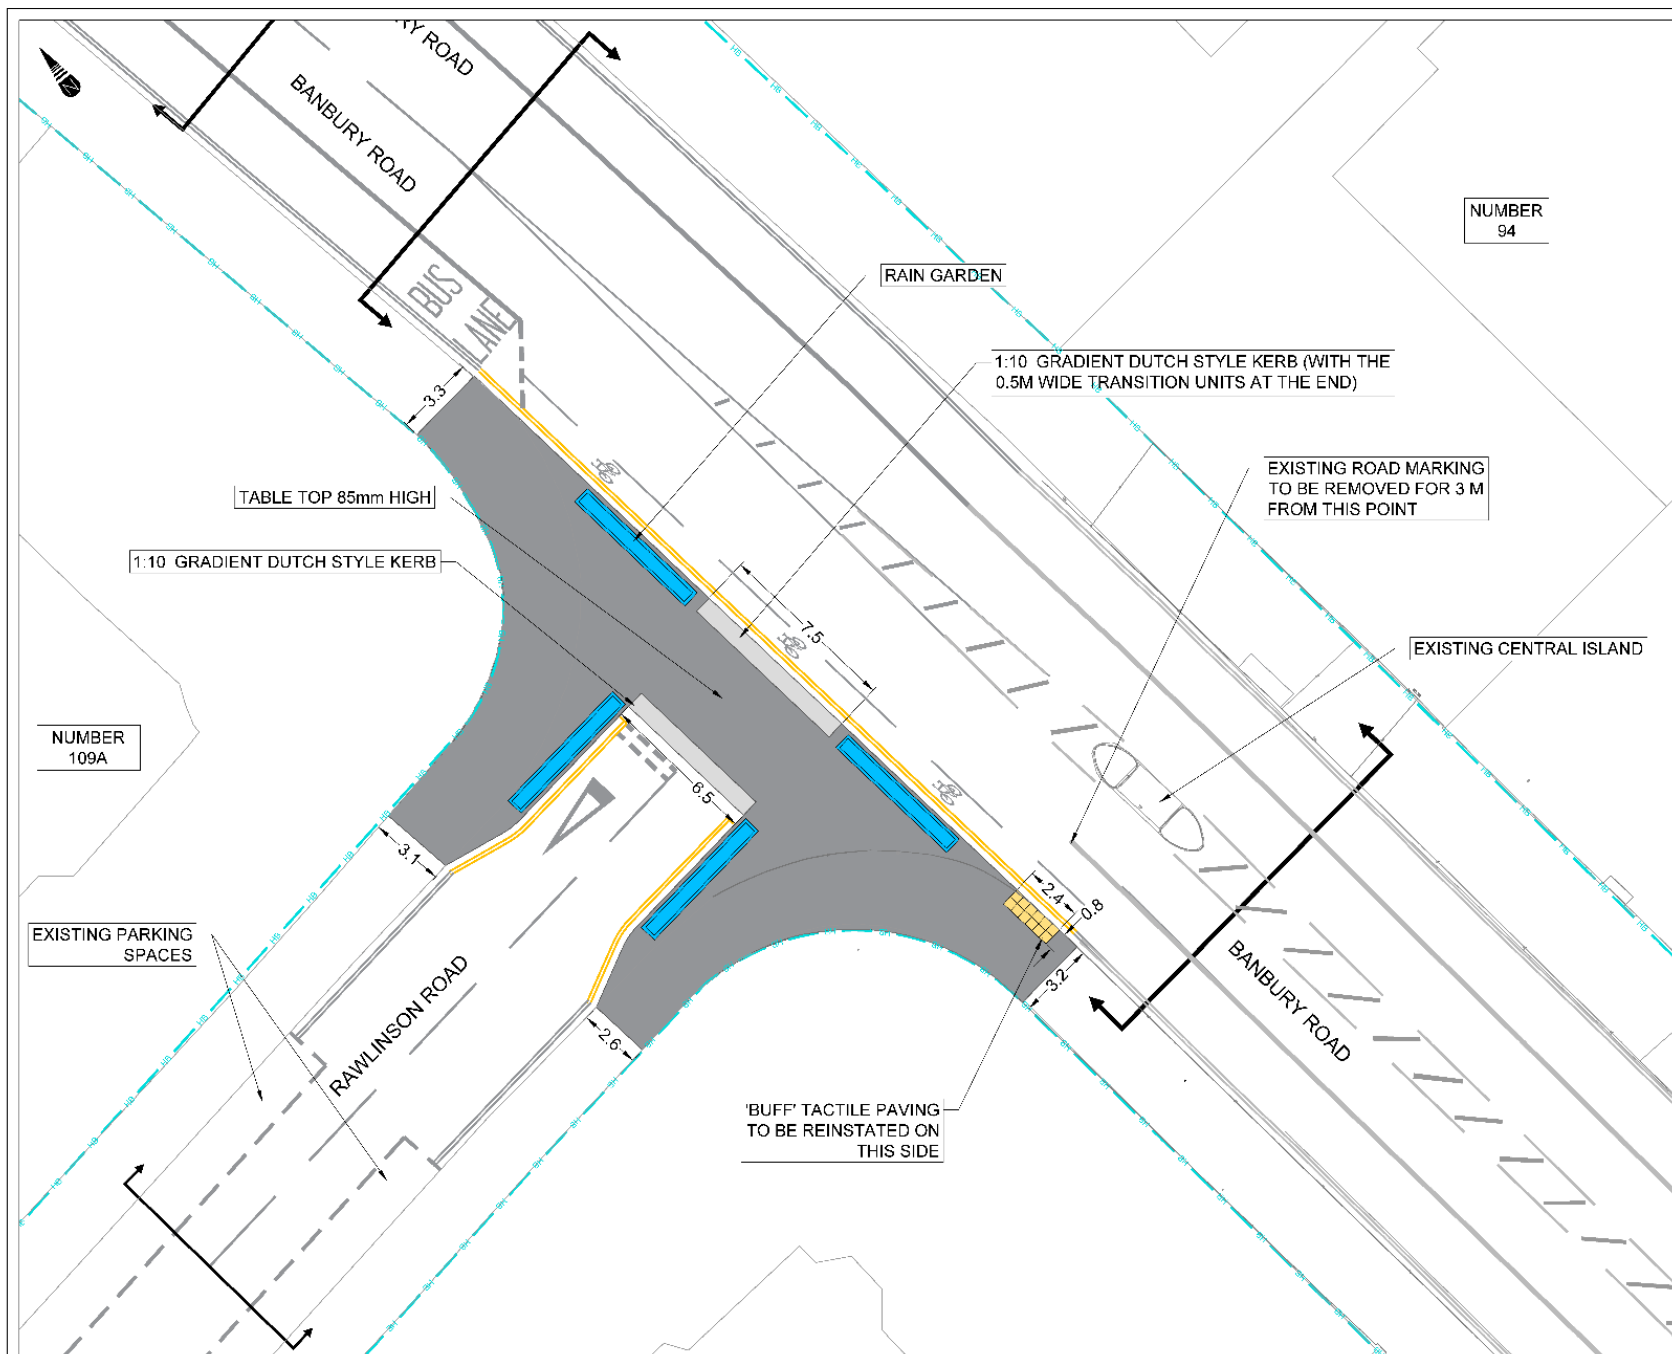 RY ROAD
BANBURY ROAD
N
NUMBER
94
BUS
LANE
RAIN GARDEN
1:10 GRADIENT DUTCH STYLE KERB (WITH THE
0.5M WIDE TRANSITION UNITS AT THE END)
3.3
EXISTING ROAD MARKING
TO BE REMOVED FOR 3 M
FROM THIS POINT
TABLE TOP 85mm HIGH
1:10 GRADIENT DUTCH STYLE KERB
7.5
EXISTING CENTRAL ISLAND
NUMBER
109A
6.5
3.1
2.4
0.8
EXISTING PARKING
SPACES
RAWLINSON ROAD
3.2
BANBURY ROAD
2.6
'BUFF' TACTILE PAVING
TO BE REINSTATED ON
THIS SIDE